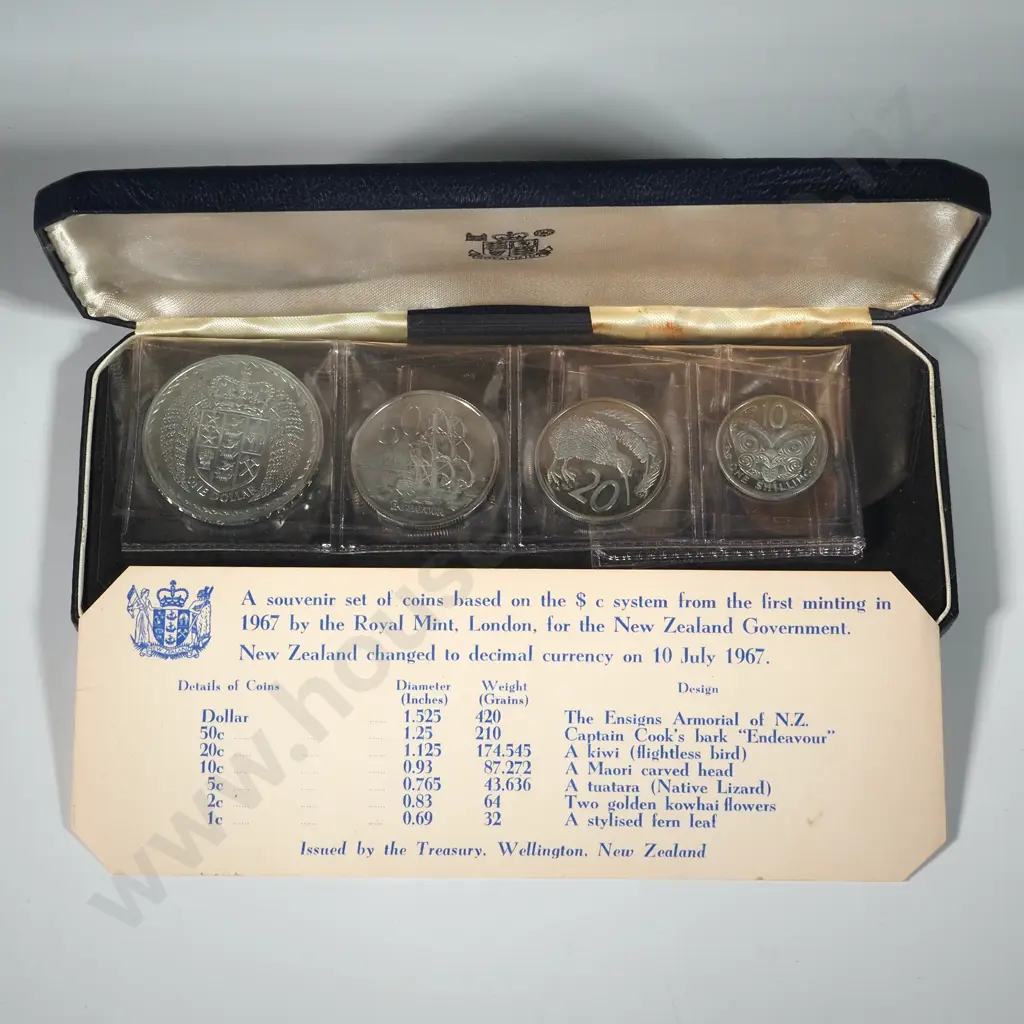 ONE DOLLAR
50
ENDEAVOUR
20
10
ONE SHILLING
A souvenir set of coins based on the $ c system from the first minting in
1967 by the Royal Mint, London, for the New Zealand Government.
New Zealand changed to decimal currency on 10 July 1967.
Details of Coins Diameter (Inches) Weight (Grains) Design
Dollar ..... 1.525 420 The Ensigns Armorial of N.Z.
50c ..... ..... 1.25 210 Captain Cook's bark "Endeavour"
20c ..... ..... 1.125 174.545 A kiwi (flightless bird)
10c ..... ..... 0.93 87.272 A Maori carved head
5c ..... ..... 0.765 43.636 A tuatara (Native Lizard)
2c ..... ..... 0.83 64 Two golden kowhai flowers
1c ..... ..... 0.69 32 A stylised fern leaf
Issued by the Treasury, Wellington, New Zealand